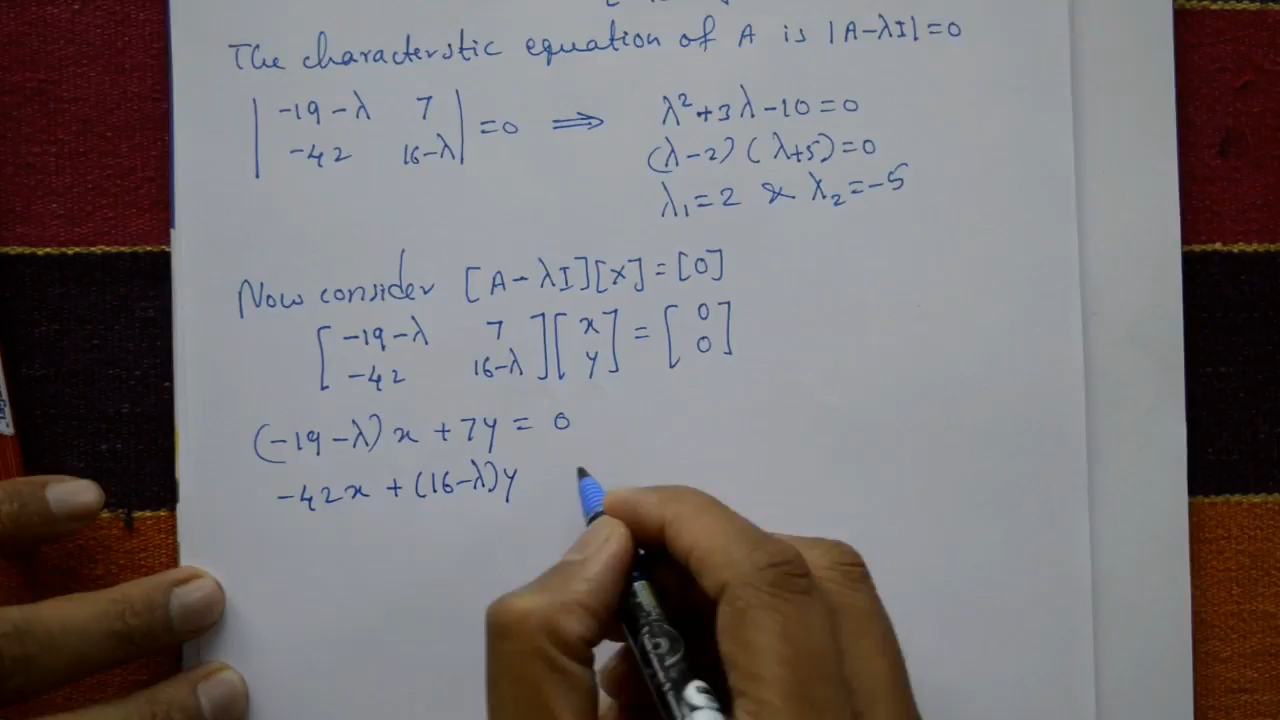 The characterstic equation of A is |A-λI|=0
| -19-λ 7 | =0 ⟹ λ²+3λ-10=0
| -42 16-λ | (λ-2)(λ+5)=0
λ₁=2 & λ₂=-5
Now consider [A-λI][X]=[0]
[ -19-λ 7 ] [ x ] = [ 0 ]
[ -42 16-λ ] [ y ] [ 0 ]
(-19-λ)x+7y=0
-42x+(16-λ)y